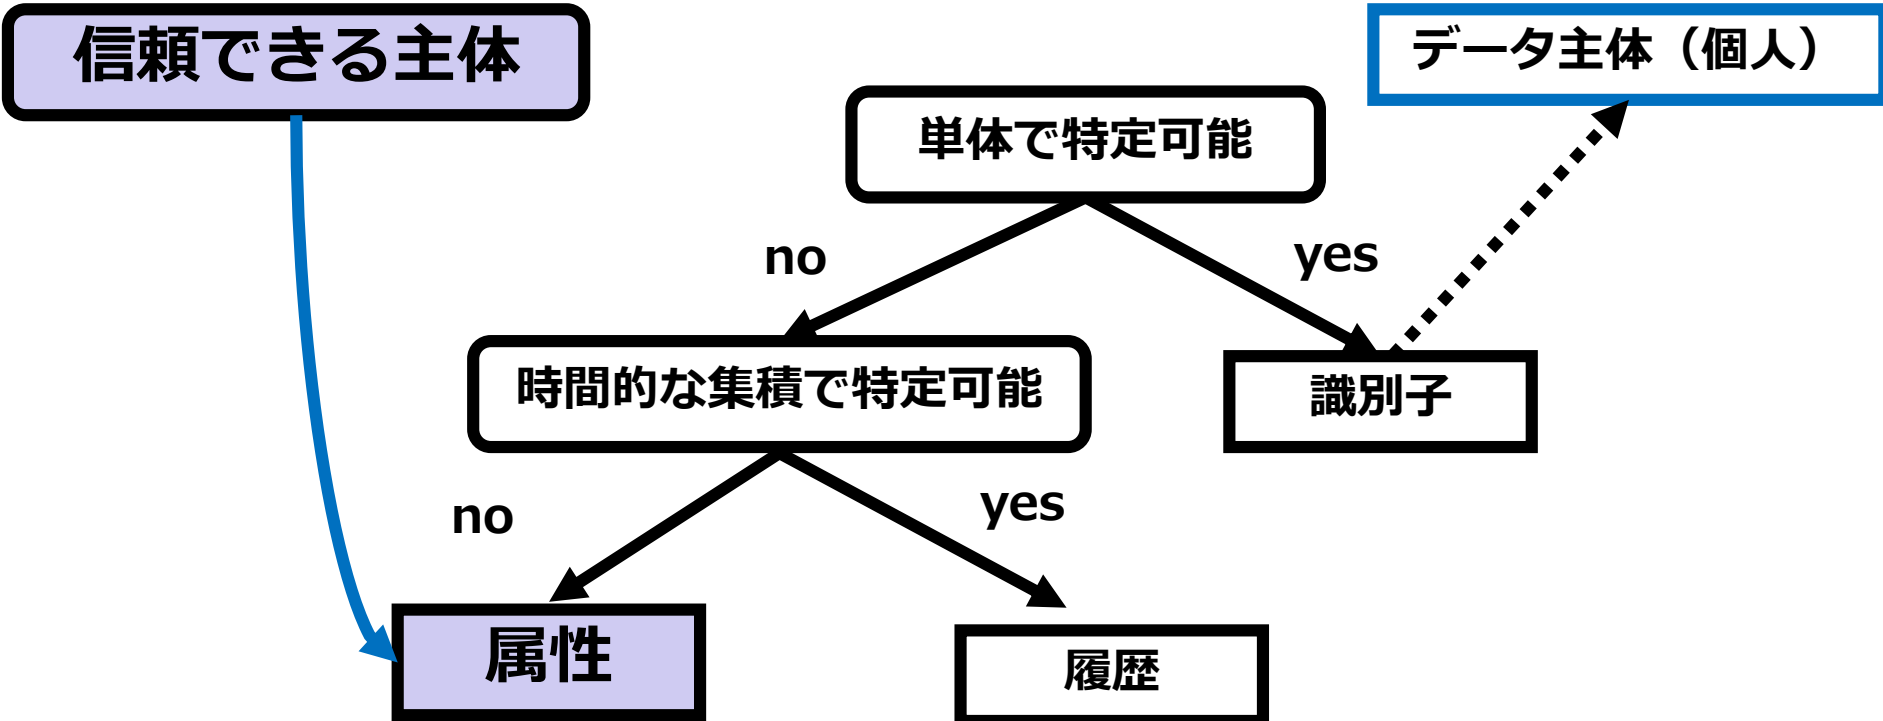 信頼できる主体
データ主体（個人）
単体で特定可能
no
yes
時間的な集積で特定可能
識別子
no
yes
属性
履歴